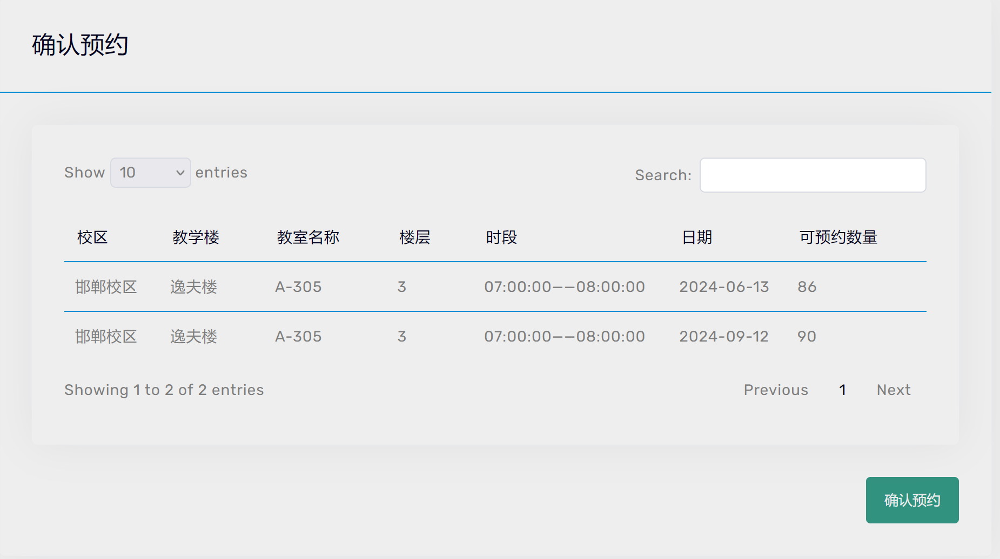 确认预约
Show 10 entries Search:
校区 教学楼 教室名称 楼层 时段 日期 可预约数量
邯郸校区 逸夫楼 A-305 3 07:00:00——08:00:00 2024-06-13 86
邯郸校区 逸夫楼 A-305 3 07:00:00——08:00:00 2024-09-12 90
Showing 1 to 2 of 2 entries Previous 1 Next
确认预约